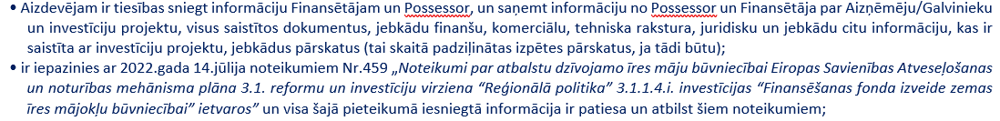 • Aizdevējam ir tiesības sniegt informāciju Finansētājam un Possessor, un saņemt informāciju no Possessor un Finansētāja par Aizņēmēju/Galvinieku
un investīciju projektu, visus saistītos dokumentus, jebkādu finanšu, komerciālu, tehniska rakstura, juridisku un jebkādu citu informāciju, kas ir
saistīta ar investīciju projektu, jebkādus pārskatus (tai skaitā padziļinātas izpētes pārskatus, ja tādi būtu);
• ir iepazinies ar 2022.gada 14.jūlija noteikumiem Nr.459 „Noteikumi par atbalstu dzīvojamo īres māju būvniecībai Eiropas Savienības Atveseļošanas
un noturības mehānisma plāna 3.1. reformu un investīciju virziena “Reģionālā politika” 3.1.1.4.i. investīcijas “Finansēšanas fonda izveide zemas
īres mājokļu būvniecībai” ietvaros” un visa šajā pieteikumā iesniegtā informācija ir patiesa un atbilst šiem noteikumiem;